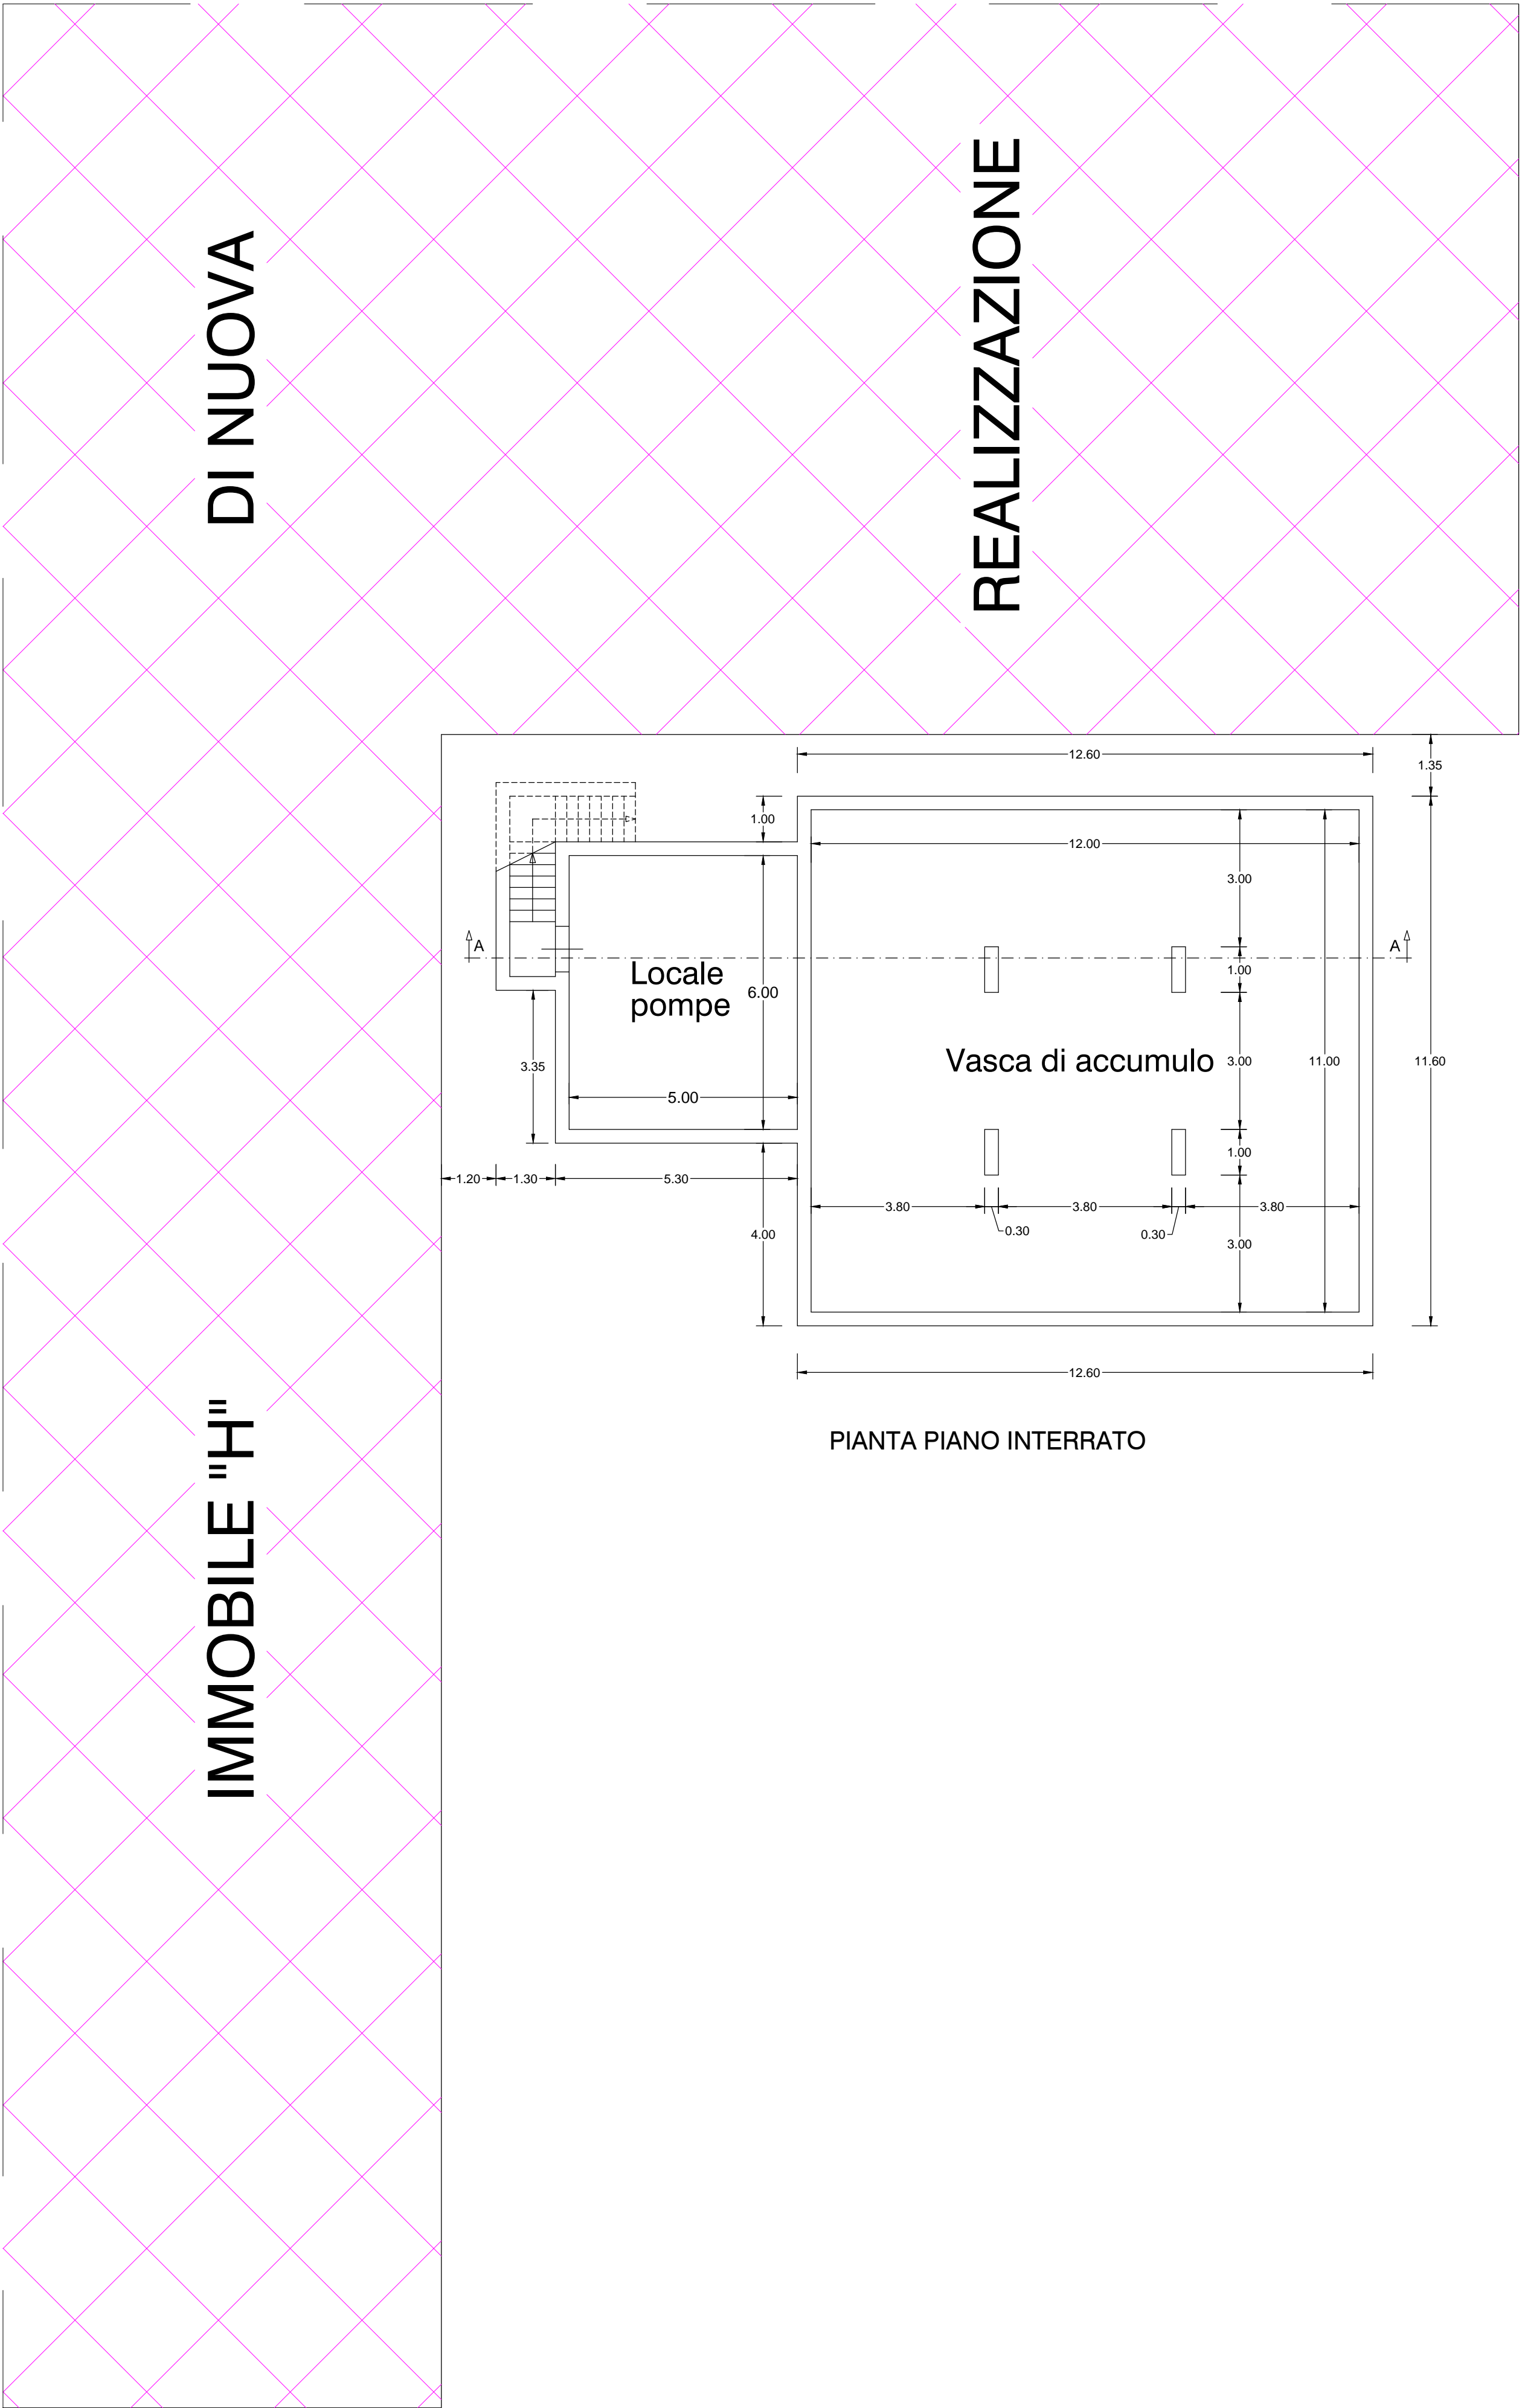 DI NUOVA
REALIZZAZIONE
12.60
1.35
1.00
12.00
3.00
A
A
Locale
pompe
6.00
1.00
3.35
Vasca di accumulo
3.00
11.00
11.60
5.00
1.00
1.20
1.30
5.30
3.80
3.80
3.80
0.30
0.30
4.00
3.00
12.60
PIANTA PIANO INTERRATO
IMMOBILE "H"